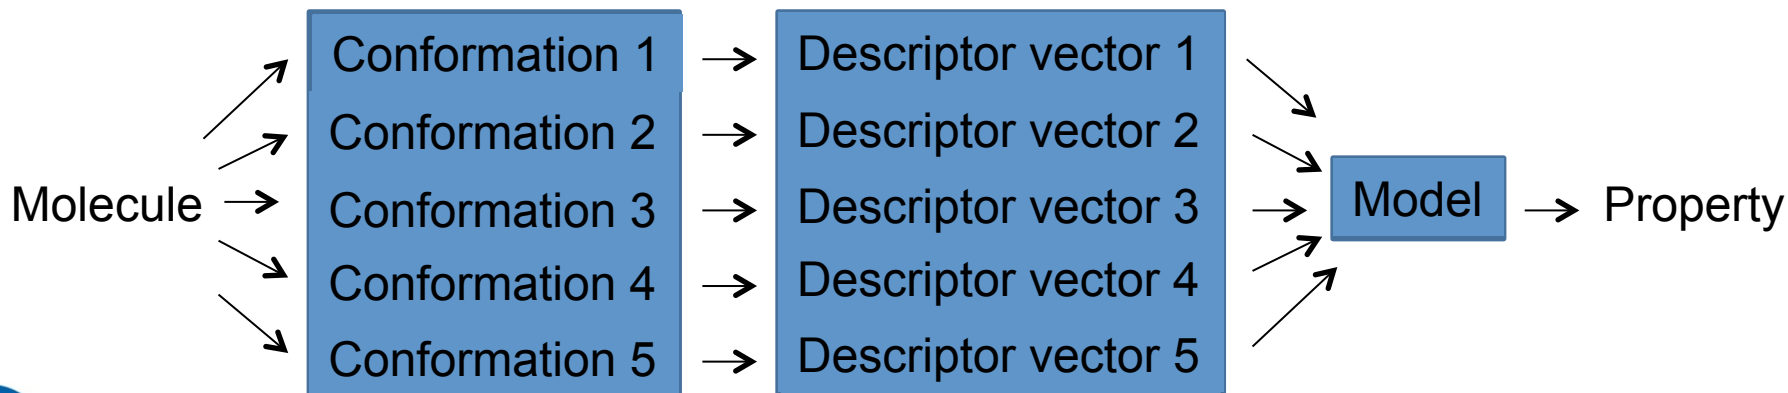 Molecule
Conformation 1
Conformation 2
Conformation 3
Conformation 4
Conformation 5
Descriptor vector 1
Descriptor vector 2
Descriptor vector 3
Descriptor vector 4
Descriptor vector 5
Model
Property